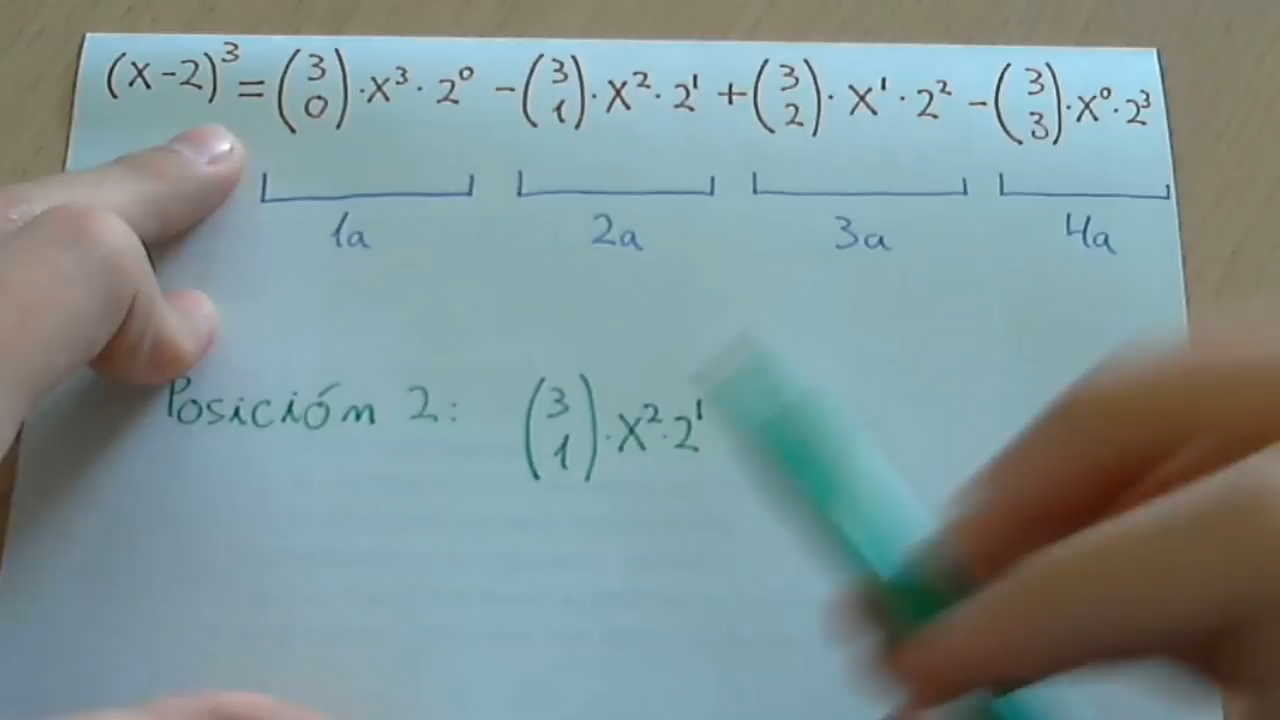 (x-2)³ = (3 0)·x³·2⁰ - (3 1)·x²·2¹ + (3 2)·x¹·2² - (3 3)·x⁰·2³
1a 2a 3a 4a
Posición 2: (3 1)·x²·2¹